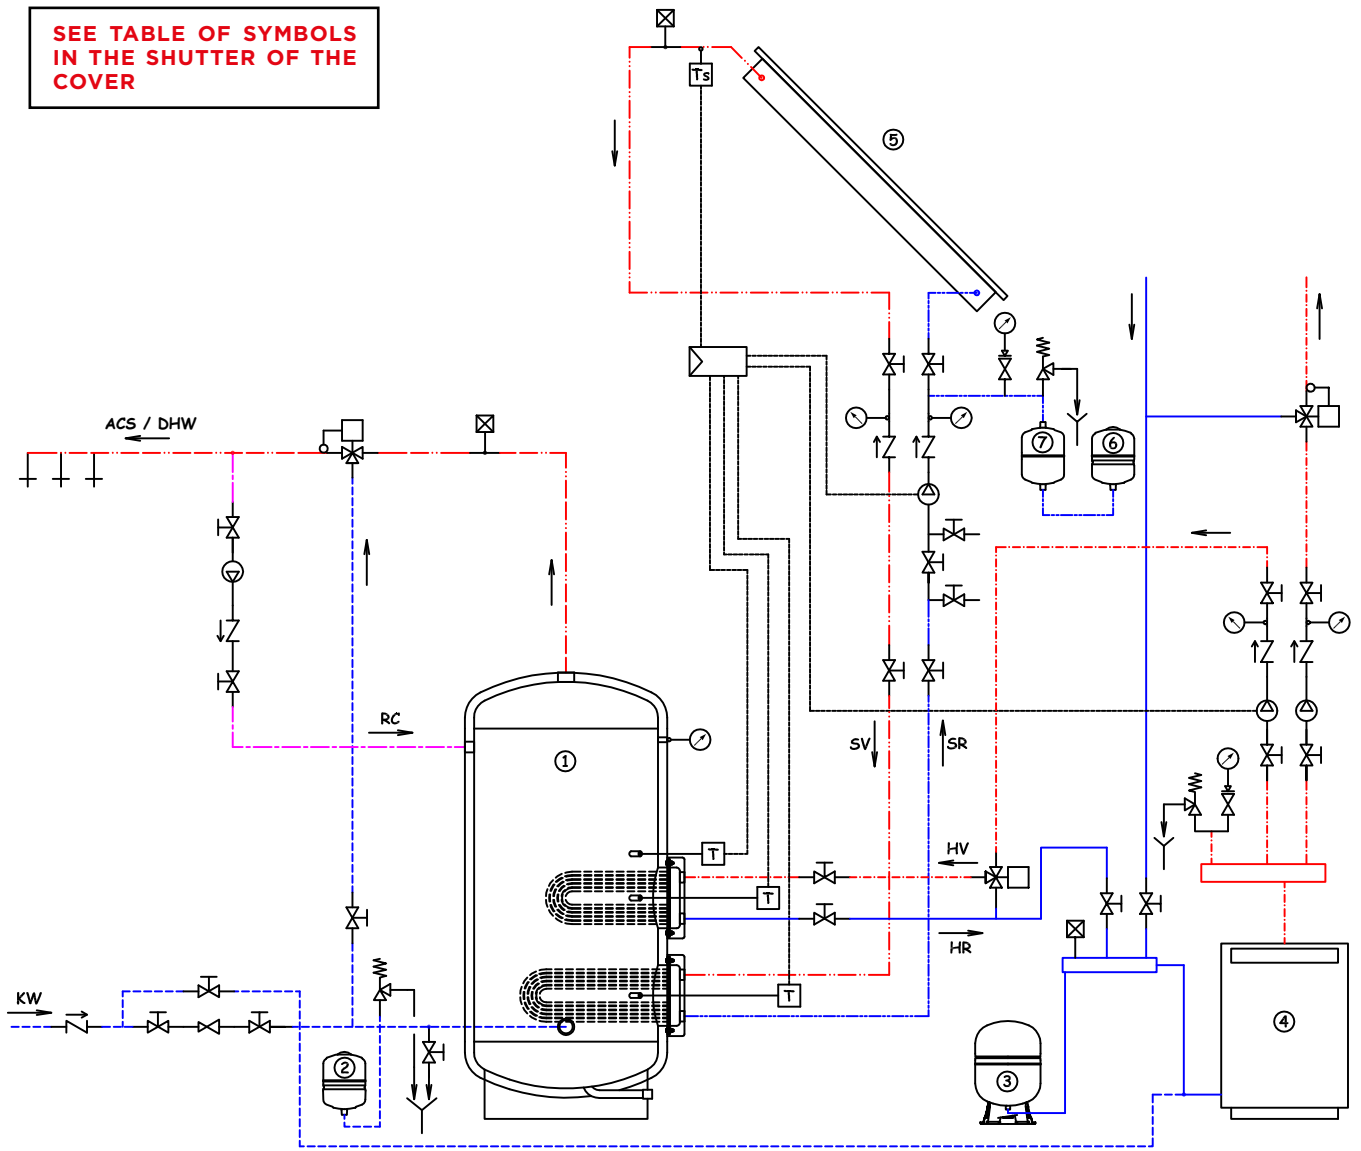 SEE TABLE OF SYMBOLS
IN THE SHUTTER OF THE
COVER
Ts
5
ACS / DHW
7
6
RC
1
SV
SR
T
HV
T
HR
T
KW
2
3
4